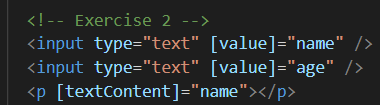 <!-- Exercise 2 -->
<input type="text" [value]="name" />
<input type="text" [value]="age" />
<p [textContent]="name"></p>